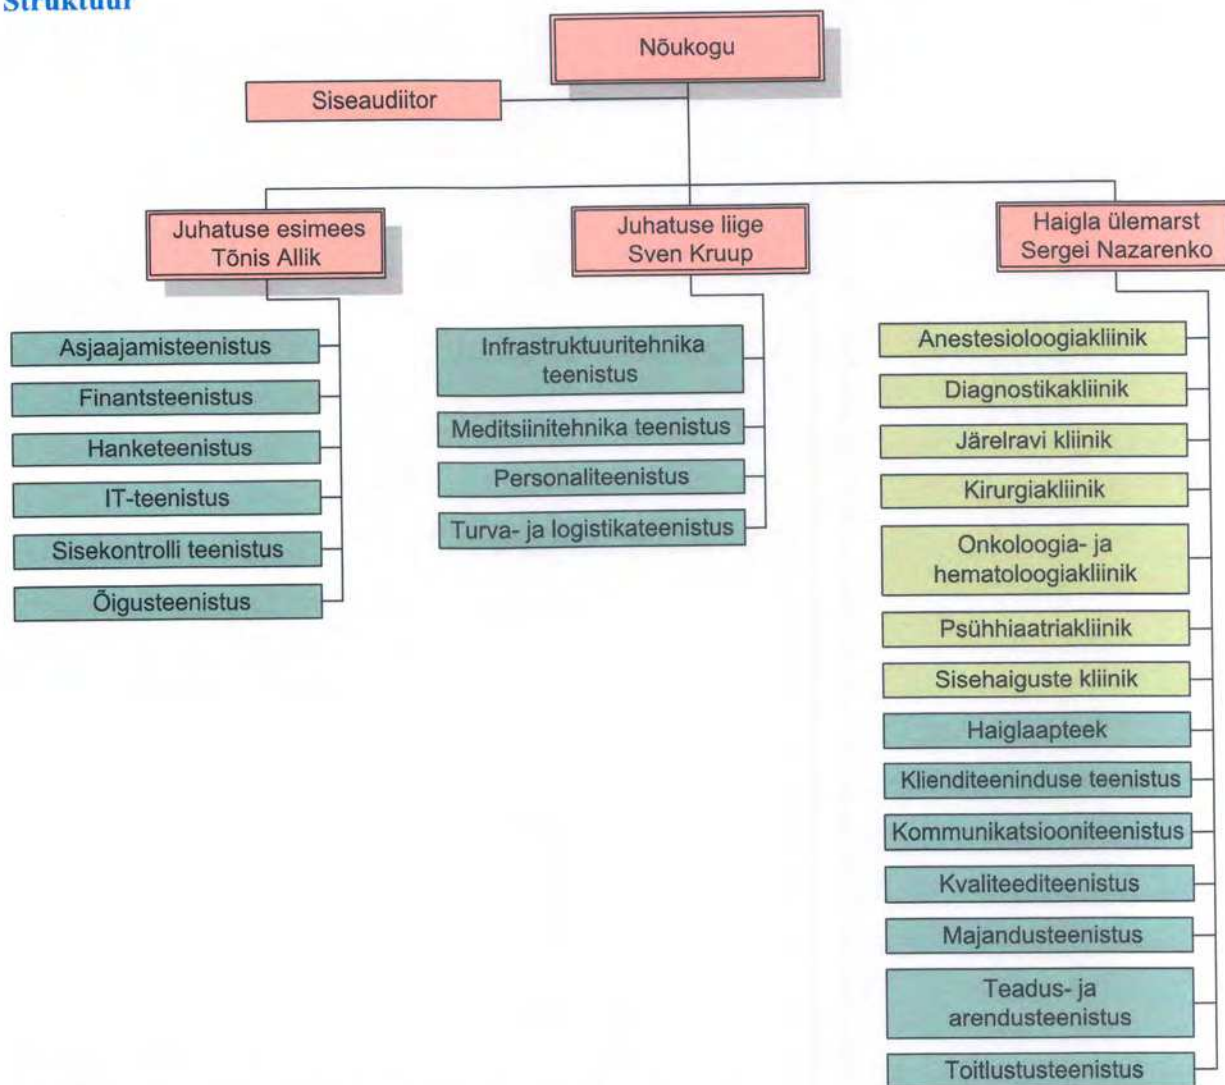 Struktuur
Nõukogu
Siseaudiitor
Juhatuse esimees
Tõnis Allik
Juhatuse liige
Sven Kruup
Haigla ülemarst
Sergei Nazarenko
Asjaajamisteenistus
Finantsteenistus
Hanketeenistus
IT-teenistus
Sisekontrolli teenistus
Õigusteenistus
Infrastruktuuritehnika
teenistus
Meditsiinitehnika teenistus
Personaliteenistus
Turva- ja logistikateenistus
Anestesioloogiakliinik
Diagnostikakliinik
Järelravi kliinik
Kirurgiakliinik
Onkoloogia- ja
hematoloogiakliinik
Psühhiaatriakliinik
Sisehaiguste kliinik
Haiglaapteek
Klienditeeninduse teenistus
Kommunikatsiooniteenistus
Kvaliteediteenistus
Majandusteenistus
Teadus- ja
arendusteenistus
Toitlustusteenistus